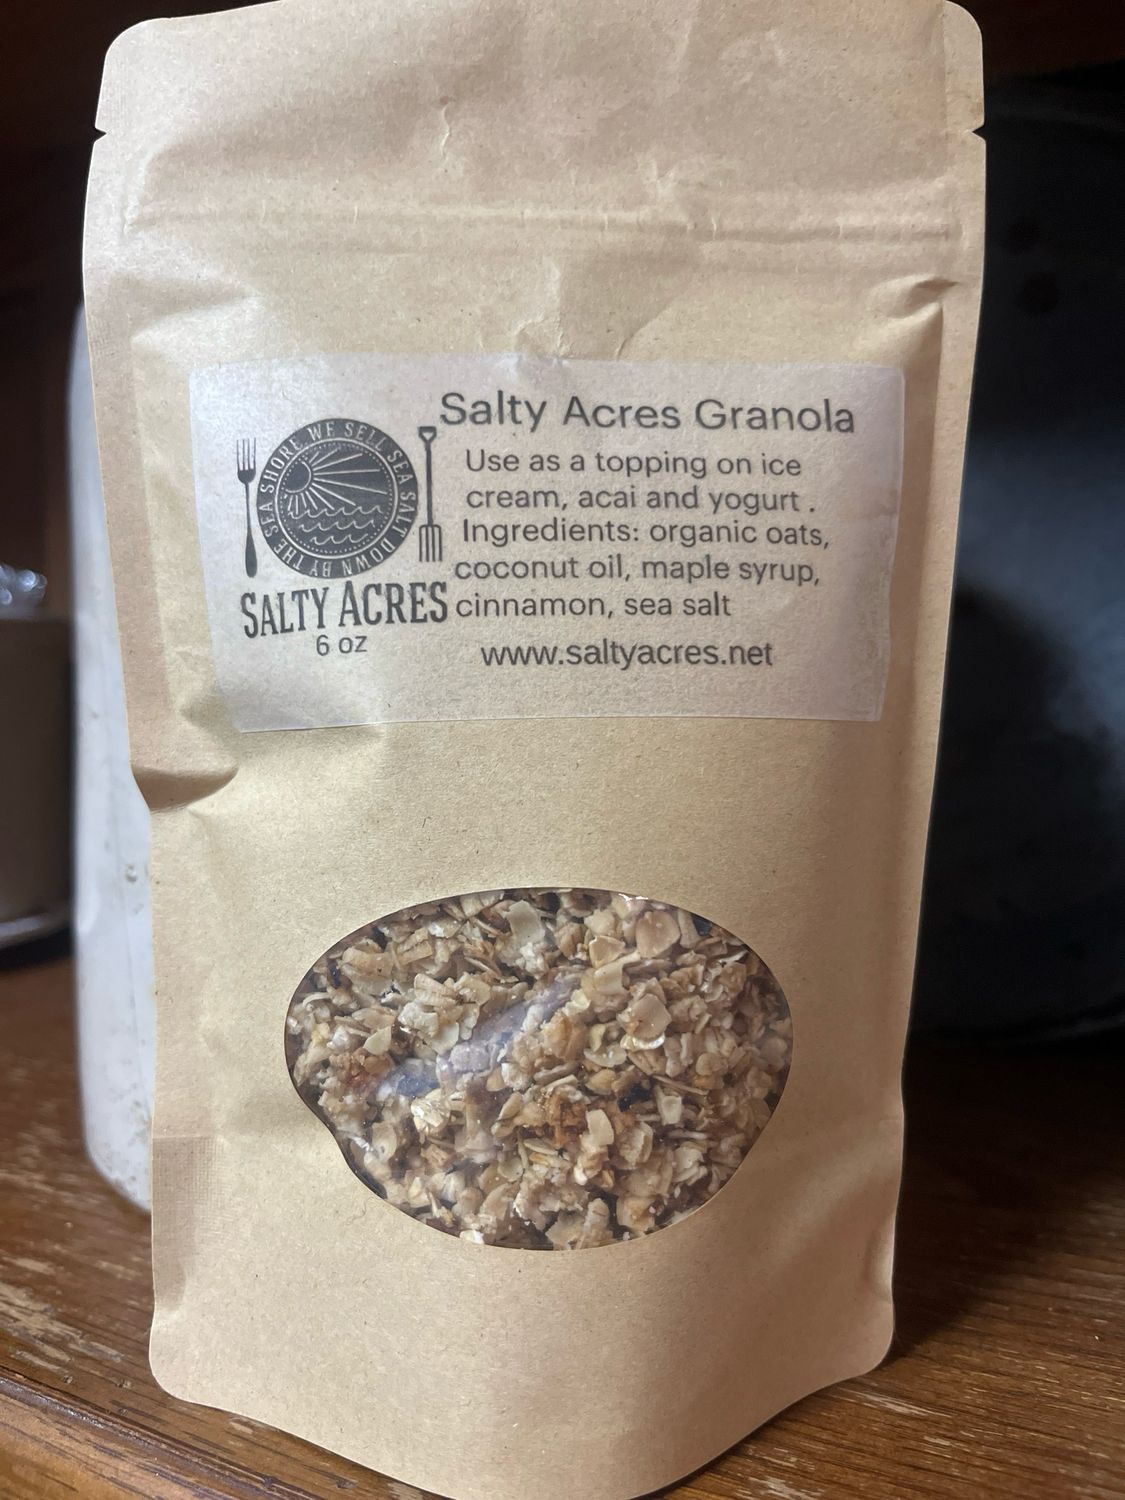 Salty Acres Granola
Use as a topping on ice
cream, acai and yogurt .
Ingredients: organic oats,
coconut oil, maple syrup,
cinnamon, sea salt
www.saltyacres.net
WE SELL SEA SALT DOWN BY THE SEA SHORE
SALTY ACRES
6 oz